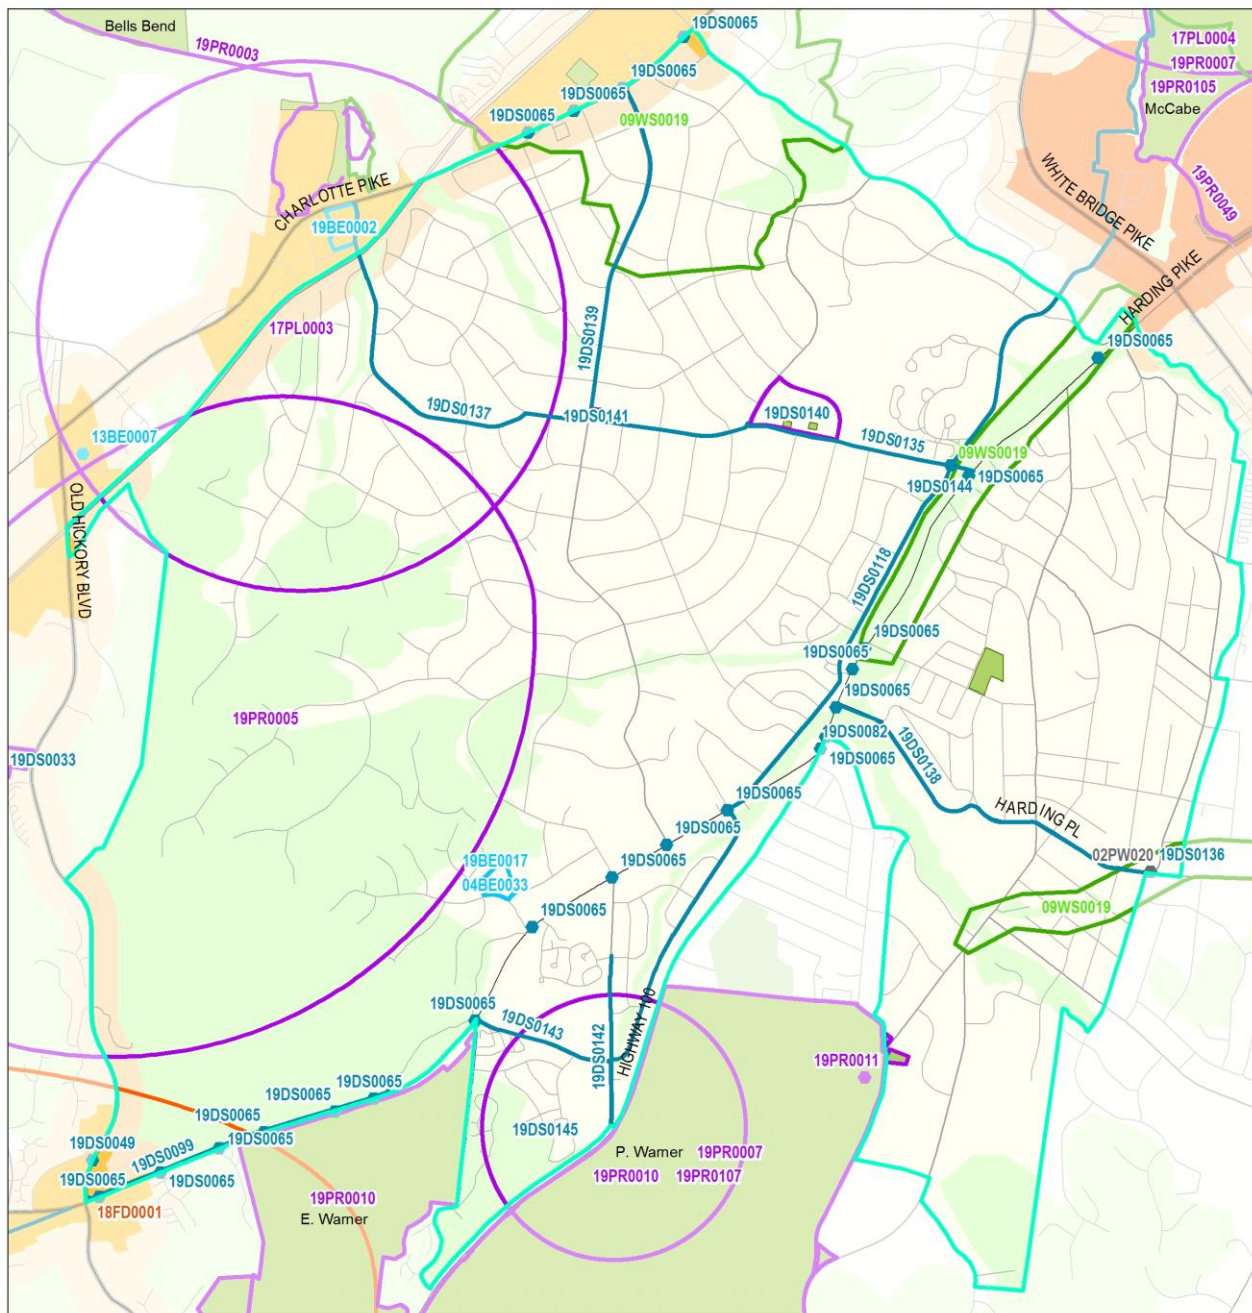 Bells Bend
19DS0065
17PL0004
19PR0003
19PR0007
19DS0065
19PR0105
19DS0065
McCabe
19DS0065
09WS0019
WHITE BRIDGE PIKE
19PR0049
CHARLOTTE PIKE
19BE0002
HARDING PIKE
17PL0003
19DS0139
19DS0065
19DS0137
19DS0141
19DS0140
19DS0135
13BE0007
09WS0019
19DS0144
19DS0065
OLD HICKORY BLVD
19DS0118
19DS0065
19DS0065
19DS0065
19PR0005
19DS0082
19DS0033
19DS0065
19DS0138
19DS0065
HARDING PL
19DS0065
02PW020
19DS0136
19BE0017
19DS0065
04BE0033
09WS0019
19DS0065
19DS0065
19DS0143
19DS0142
HIGHWAY 100
19PR0011
19DS0065
19DS0065
19DS0065
19DS0145
19DS0065
19DS0049
19DS0099
P. Warner
19PR0007
19DS0065
19DS0065
19PR0010
19PR0107
19PR0010
18FD0001
E. Warner